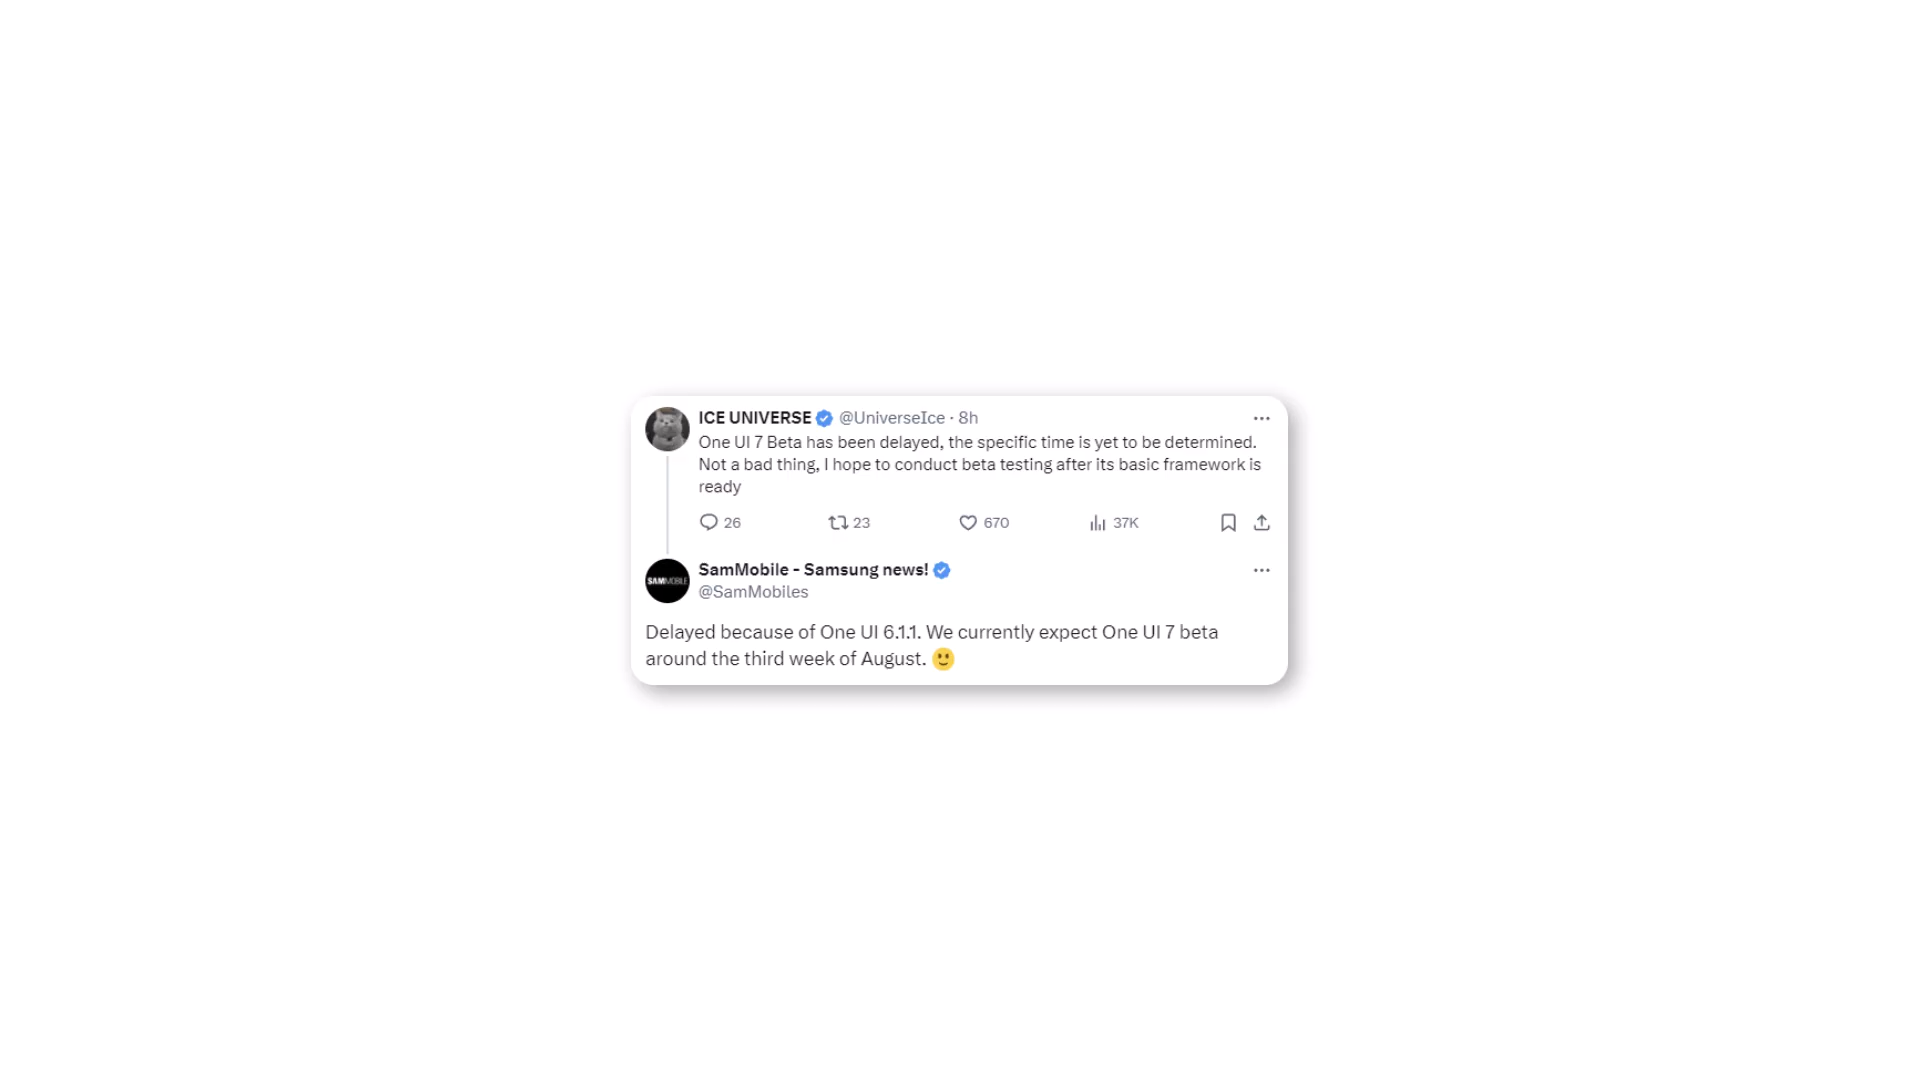 ICE UNIVERSE @UniverseIce · 8h
One UI 7 Beta has been delayed, the specific time is yet to be determined.
Not a bad thing, I hope to conduct beta testing after its basic framework is
ready
26 23 670 37K
SAMMOBILE
SamMobile - Samsung news!
@SamMobiles
Delayed because of One UI 6.1.1. We currently expect One UI 7 beta
around the third week of August. 🙂